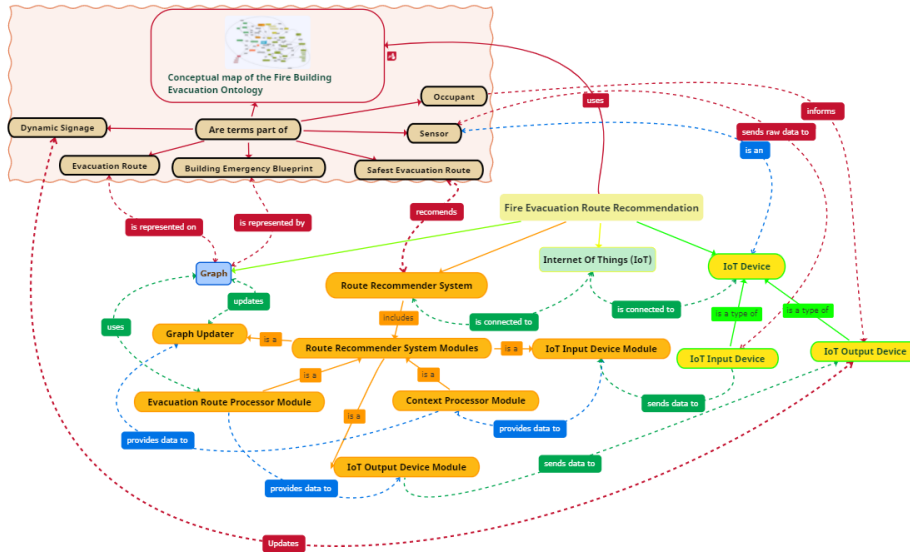 Conceptual map of the Fire Building
Evacuation Ontology
4
Occupant
uses
informs
Dynamic Signage
Are terms part of
Sensor
sends raw data to
is an
Evacuation Route
Building Emergency Blueprint
Safest Evacuation Route
is represented on
is represented by
recomends
Fire Evacuation Route Recommendation
Graph
Internet Of Things (IoT)
IoT Device
Route Recommender System
updates
is connected to
is connected to
is a type of
is a type of
uses
includes
Graph Updater
is a
Route Recommender System Modules
is a
IoT Input Device Module
IoT Input Device
IoT Output Device
is a
is a
Evacuation Route Processor Module
Context Processor Module
sends data to
is a
provides data to
provides data to
IoT Output Device Module
sends data to
provides data to
Updates